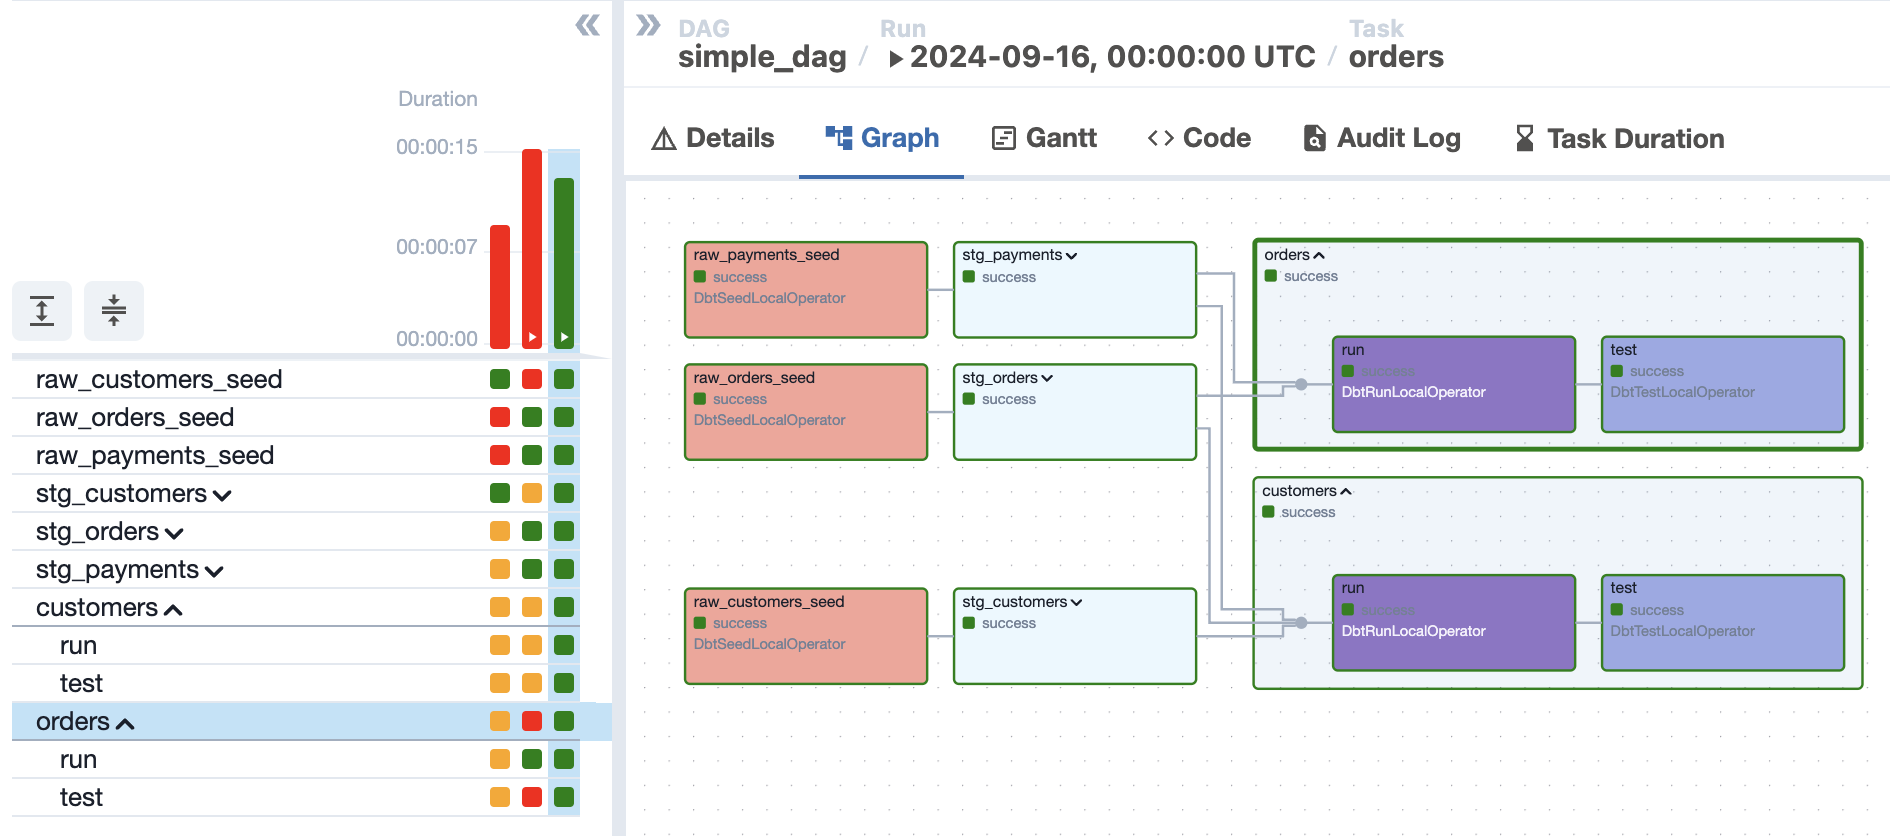 Duration
00:00:15
00:00:07
00:00:00
raw_customers_seed
raw_orders_seed
raw_payments_seed
stg_customers
stg_orders
stg_payments
customers
run
test
orders
run
test
DAG
simple_dag
/
Run
2024-09-16, 00:00:00 UTC
/
Task
orders
Details
Graph
Gantt
Code
Audit Log
Task Duration
raw_payments_seed
success
DbtSeedLocalOperator
stg_payments
success
orders
success
run
success
DbtRunLocalOperator
test
success
DbtTestLocalOperator
raw_orders_seed
success
DbtSeedLocalOperator
stg_orders
success
customers
success
run
success
DbtRunLocalOperator
test
success
DbtTestLocalOperator
raw_customers_seed
success
DbtSeedLocalOperator
stg_customers
success